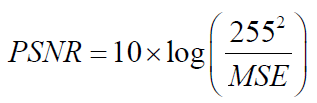 PSNR = 10 × log(255² / MSE)